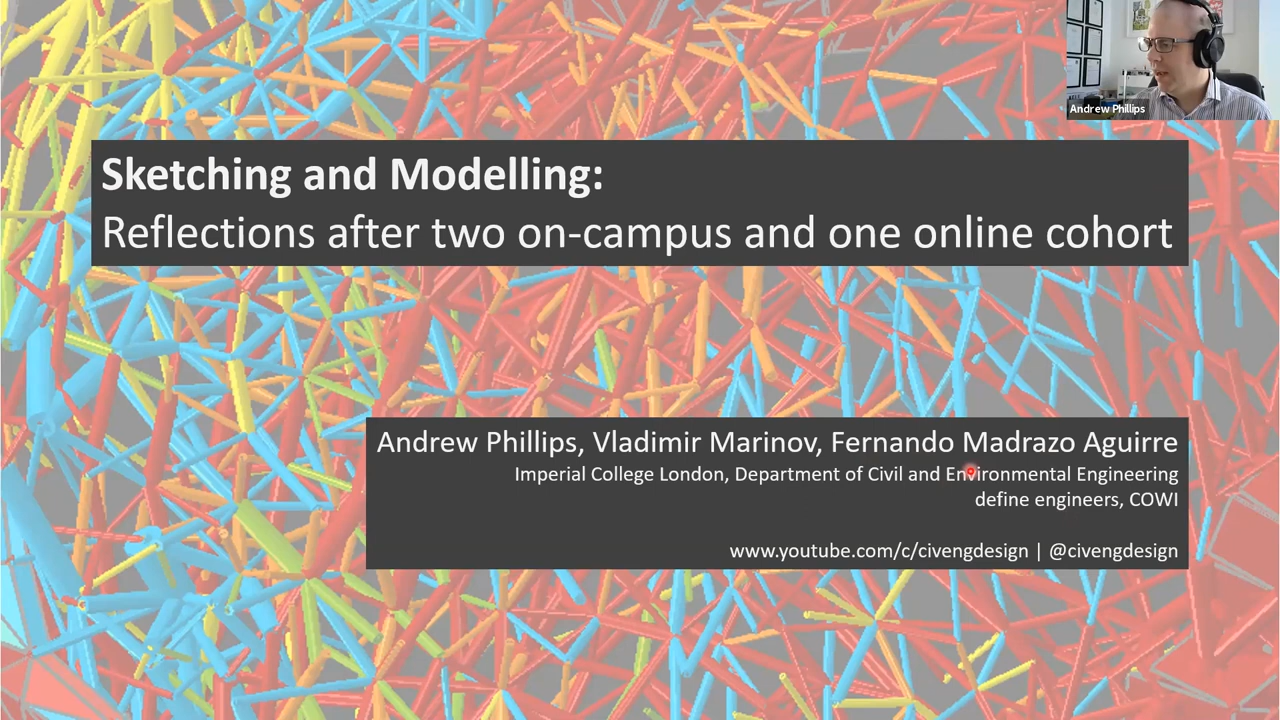 Andrew Phillips
Sketching and Modelling:
Reflections after two on-campus and one online cohort
Andrew Phillips, Vladimir Marinov, Fernando Madrazo Aguirre
Imperial College London, Department of Civil and Environmental Engineering
define engineers, COWI
www.youtube.com/c/civengdesign | @civengdesign